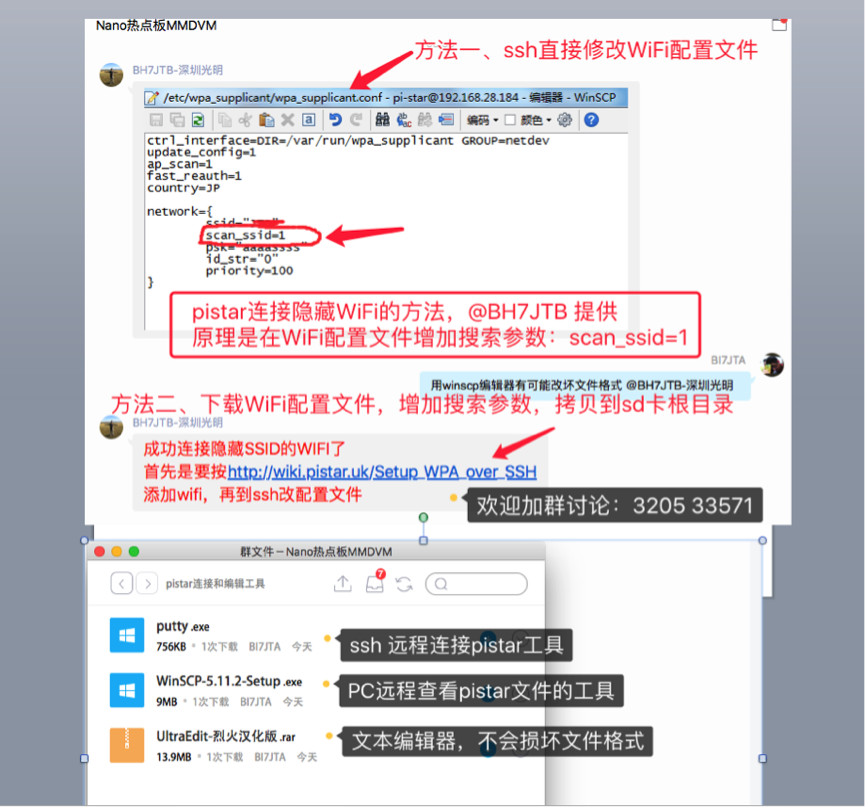 Nano热点板MMDVM
方法一、ssh直接修改WiFi配置文件
BH7JTB-深圳光明
/etc/wpa_supplicant/wpa_supplicant.conf - pi-star@192.168.28.184 - 编辑器 - WinSCP
编码 颜色
ctrl_interface=DIR=/var/run/wpa_supplicant GROUP=netdev
update_config=1
ap_scan=1
fast_reauth=1
country=JP
network={
ssid="
scan_ssid=1
psk="aaaassss"
id_str="0"
priority=100
}
pistar连接隐藏WiFi的方法，@BH7JTB 提供
原理是在WiFi配置文件增加搜索参数：scan_ssid=1
BI7JTA
用winscp编辑器有可能改坏文件格式 @BH7JTB-深圳光明
方法二、下载WiFi配置文件，增加搜索参数，拷贝到sd卡根目录
BH7JTB-深圳光明
成功连接隐藏SSID的WIFI了
首先是要按http://wiki.pistar.uk/Setup_WPA_over_SSH
添加wifi，再到ssh改配置文件
欢迎加群讨论：3205 33571
群文件－Nano热点板MMDVM
pistar连接和编辑工具
7
putty .exe
756KB 1次下载 BI7JTA 今天
ssh 远程连接pistar工具
WinSCP-5.11.2-Setup .exe
9MB 1次下载 BI7JTA 今天
PC远程查看pistar文件的工具
UltraEdit-烈火汉化版 .rar
13.9MB 1次下载 BI7JTA 今天
文本编辑器，不会损坏文件格式